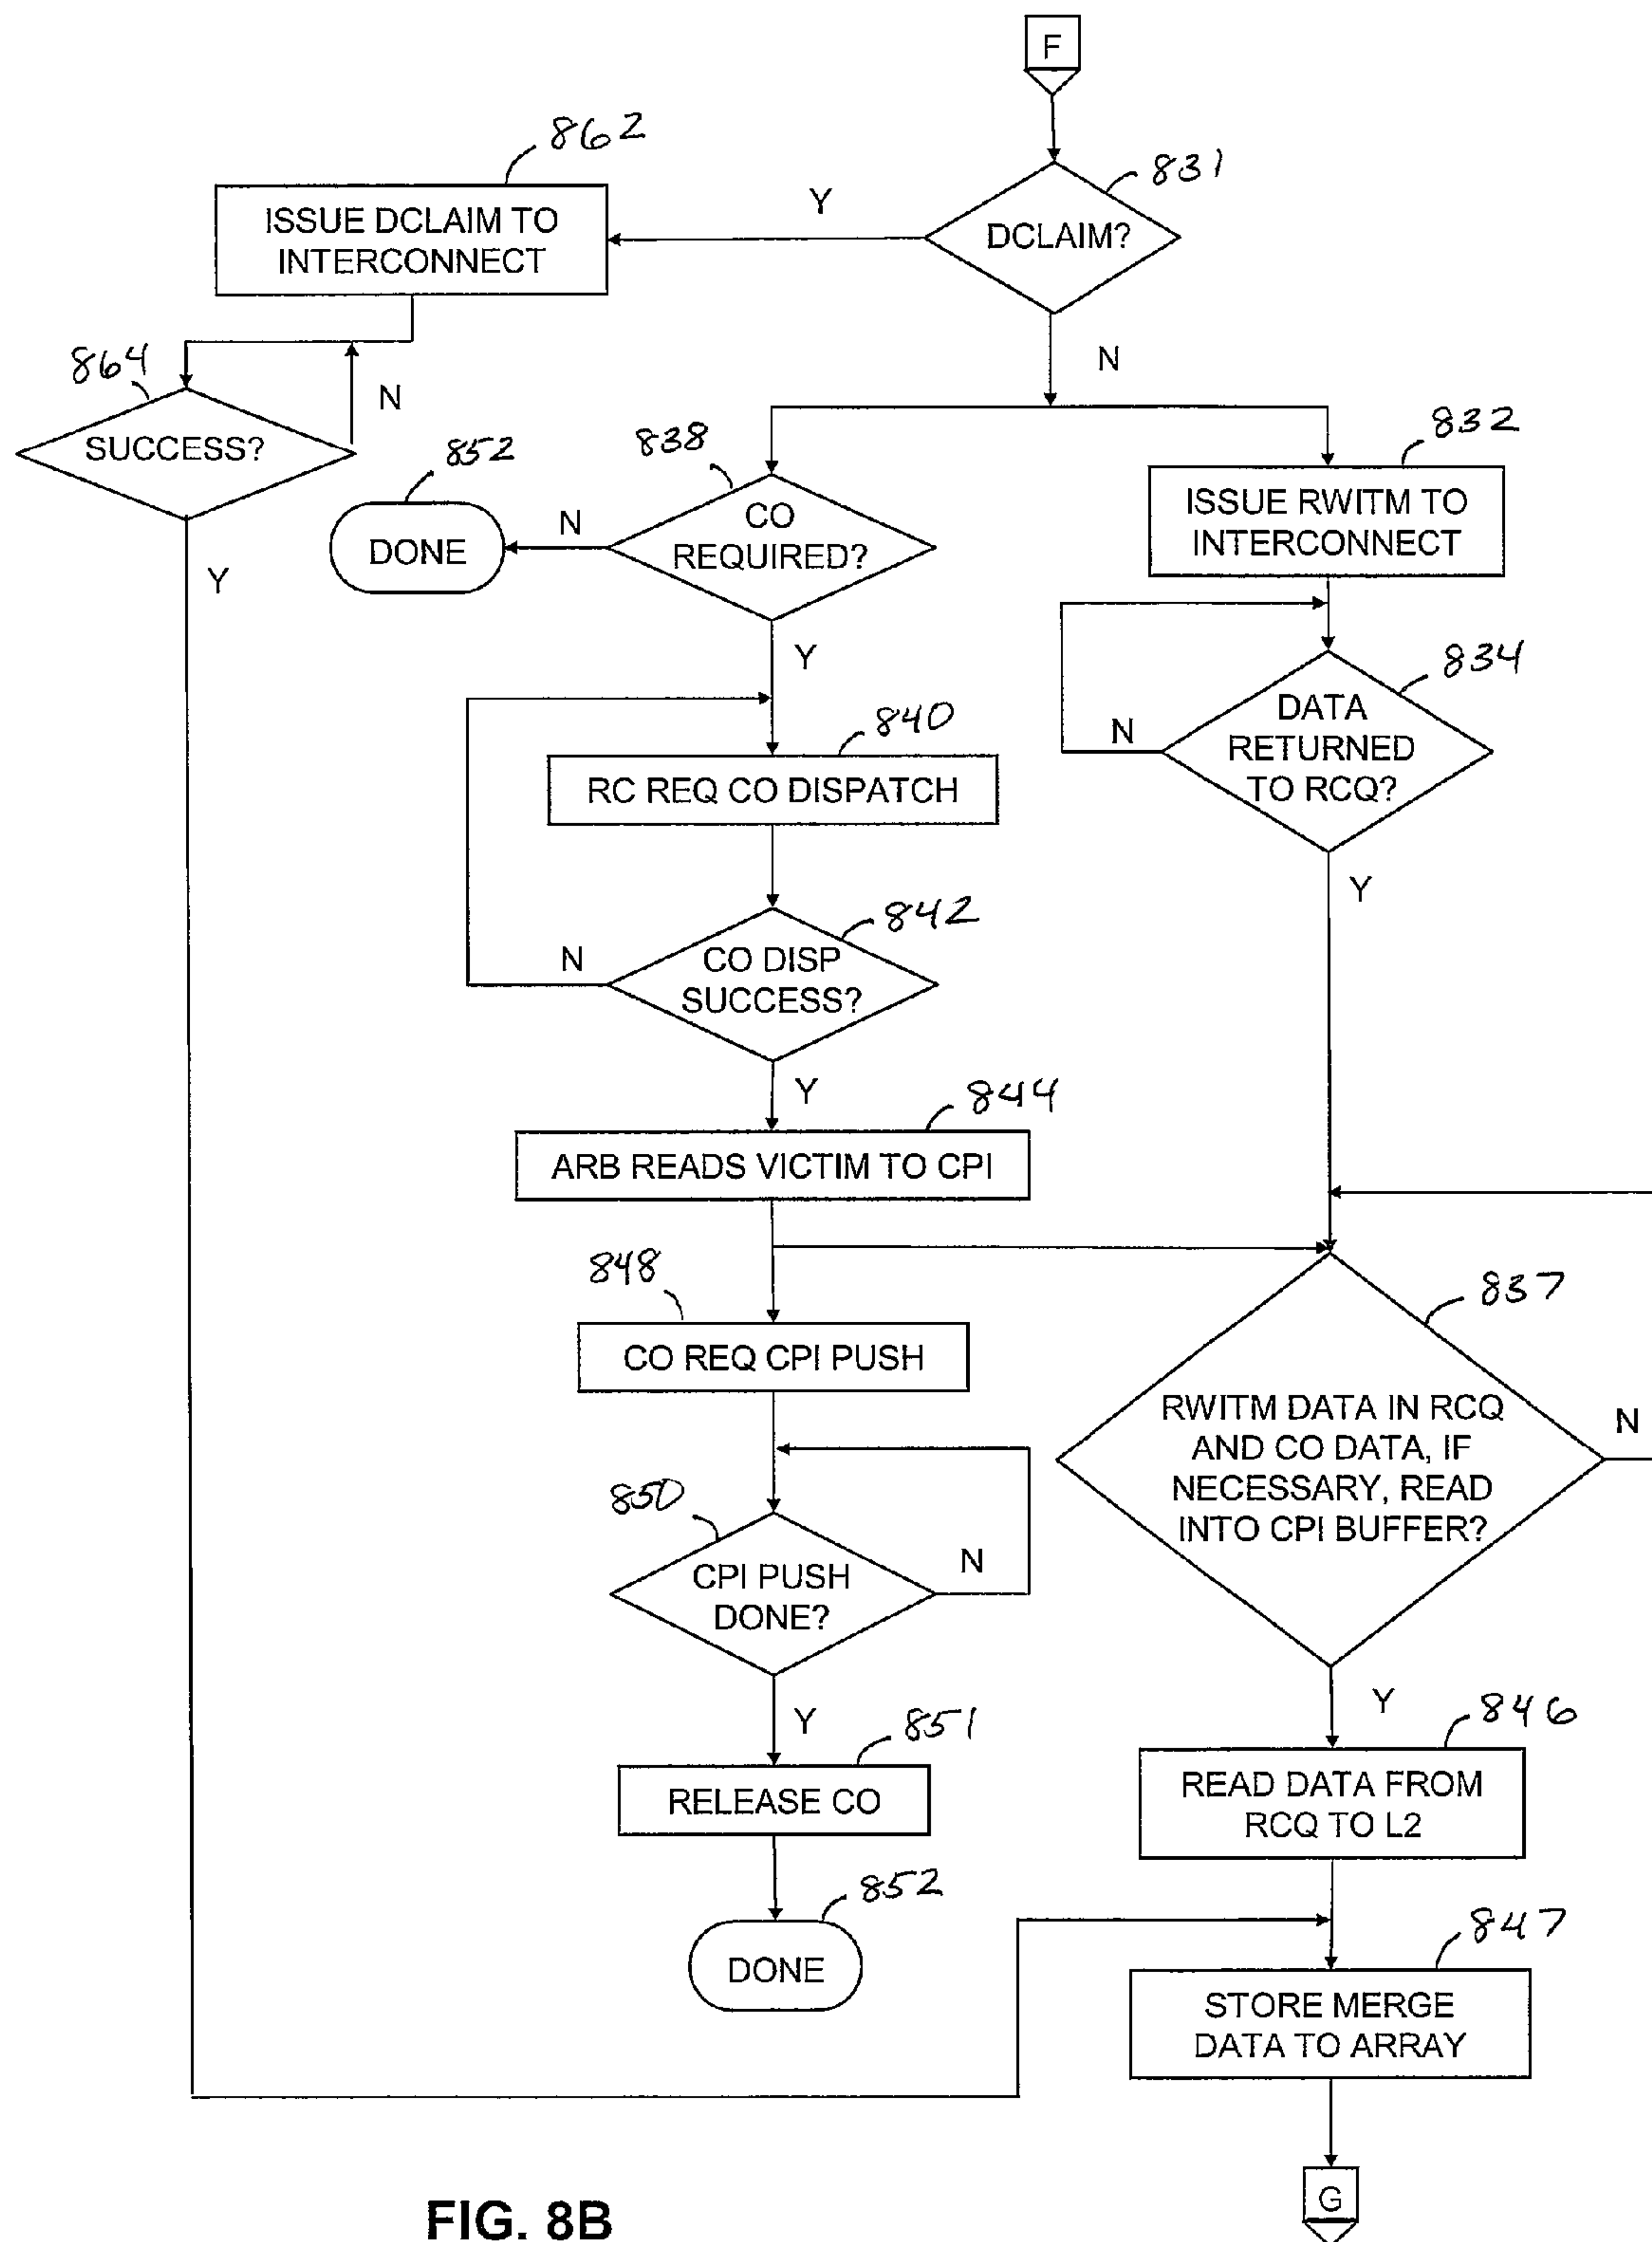 F
831
DCLAIM?
Y
862
ISSUE DCLAIM TO
INTERCONNECT
N
864
SUCCESS?
N
Y
852
DONE
N
838
CO
REQUIRED?
Y
832
ISSUE RWITM TO
INTERCONNECT
834
DATA
RETURNED
TO RCQ?
N
Y
840
RC REQ CO DISPATCH
842
CO DISP
SUCCESS?
N
Y
844
ARB READS VICTIM TO CPI
848
CO REQ CPI PUSH
837
RWITM DATA IN RCQ
AND CO DATA, IF
NECESSARY, READ
INTO CPI BUFFER?
N
Y
850
CPI PUSH
DONE?
N
Y
851
RELEASE CO
852
DONE
846
READ DATA FROM
RCQ TO L2
847
STORE MERGE
DATA TO ARRAY
G
FIG. 8B